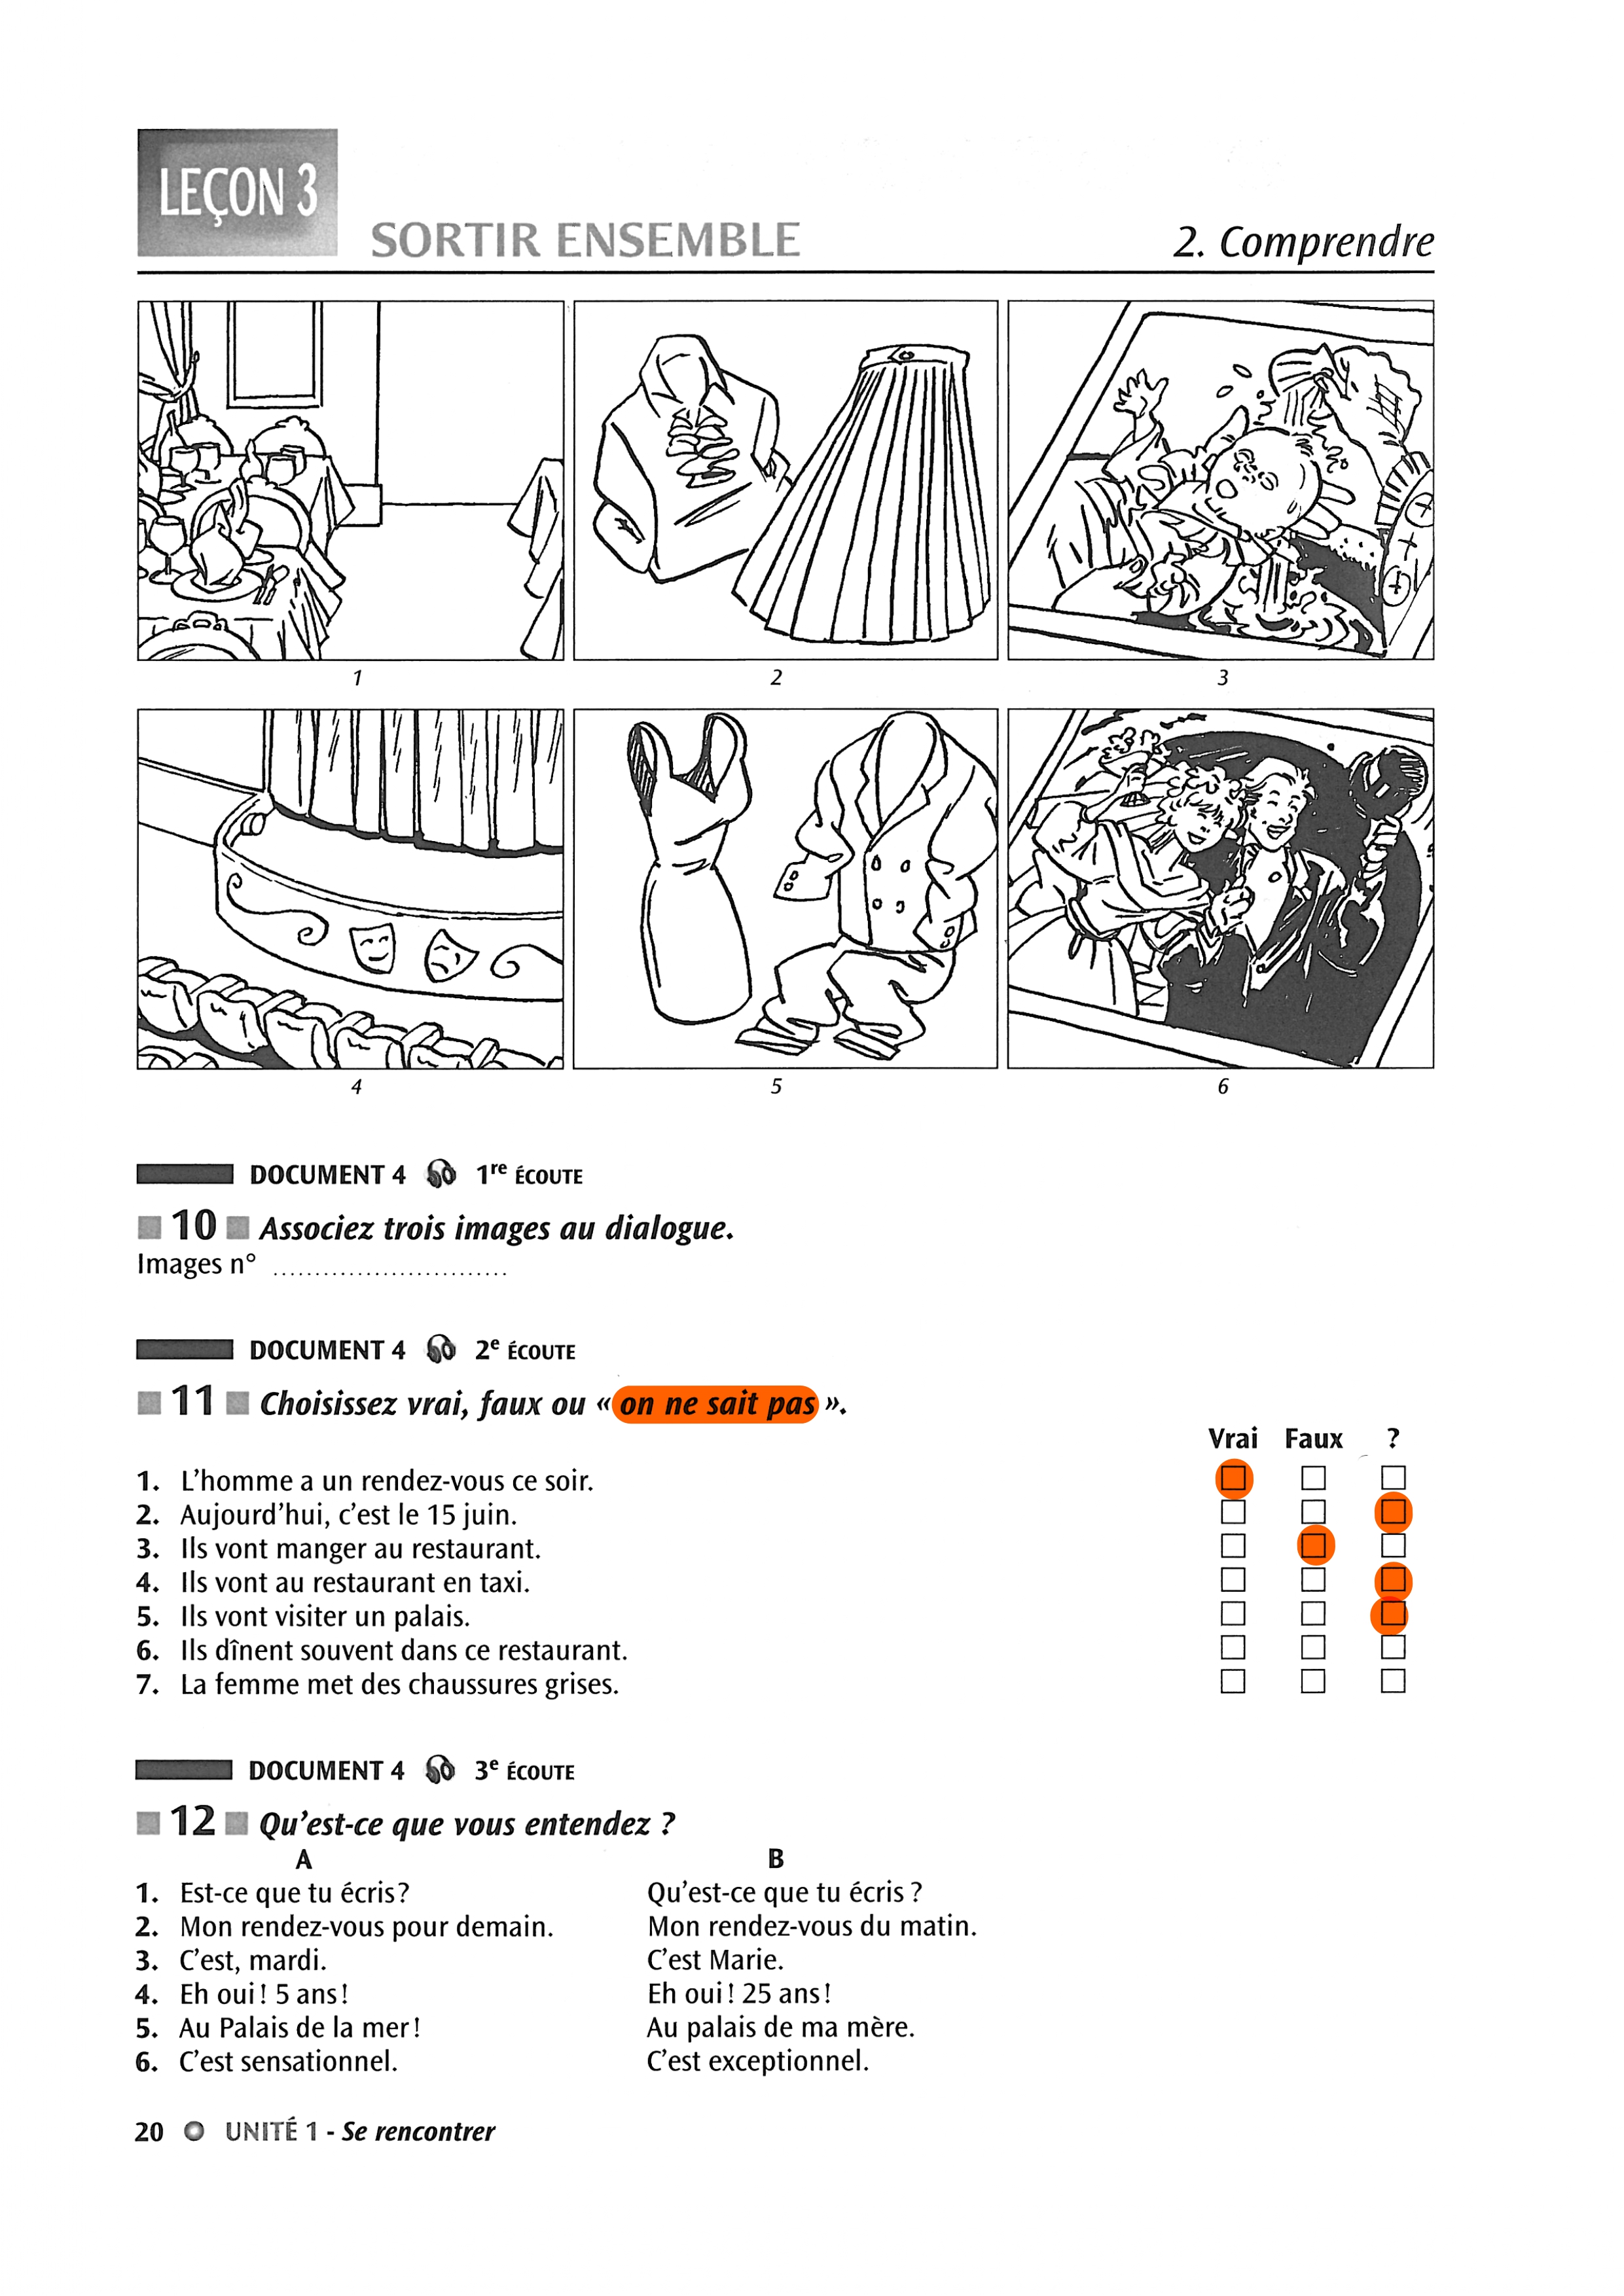 LEÇON 3
SORTIR ENSEMBLE
2. Comprendre
1
2
3
4
5
6
DOCUMENT 4 1re ÉCOUTE
10 Associez trois images au dialogue.
Images n° ............................
DOCUMENT 4 2e ÉCOUTE
11 Choisissez vrai, faux ou « on ne sait pas ».
Vrai Faux ?
1. L'homme a un rendez-vous ce soir.
2. Aujourd'hui, c'est le 15 juin.
3. Ils vont manger au restaurant.
4. Ils vont au restaurant en taxi.
5. Ils vont visiter un palais.
6. Ils dînent souvent dans ce restaurant.
7. La femme met des chaussures grises.
DOCUMENT 4 3e ÉCOUTE
12 Qu'est-ce que vous entendez ?
A B
1. Est-ce que tu écris? Qu'est-ce que tu écris ?
2. Mon rendez-vous pour demain. Mon rendez-vous du matin.
3. C'est, mardi. C'est Marie.
4. Eh oui! 5 ans! Eh oui! 25 ans!
5. Au Palais de la mer! Au palais de ma mère.
6. C'est sensationnel. C'est exceptionnel.
20 UNITÉ 1 - Se rencontrer